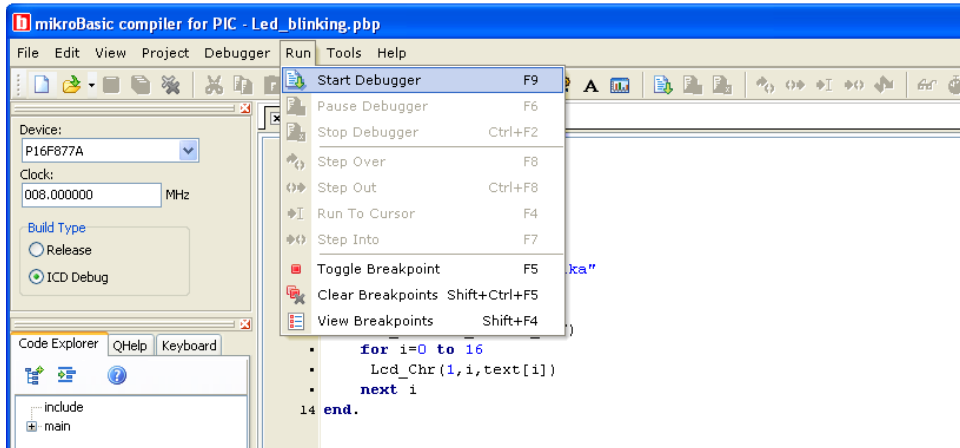 mikroBasic compiler for PIC - Led_blinking.pbp
File Edit View Project Debugger Run Tools Help
Start Debugger F9
Pause Debugger F6
Stop Debugger Ctrl+F2
Step Over F8
Step Out Ctrl+F8
Run To Cursor F4
Step Into F7
Toggle Breakpoint F5
Clear Breakpoints Shift+Ctrl+F5
View Breakpoints Shift+F4
Device:
P16F877A
Clock:
008.000000 MHz
Build Type
Release
ICD Debug
Code Explorer QHelp Keyboard
include
main
ka"
for i=0 to 16
Lcd_Chr(1,i,text[i])
next i
14 end.